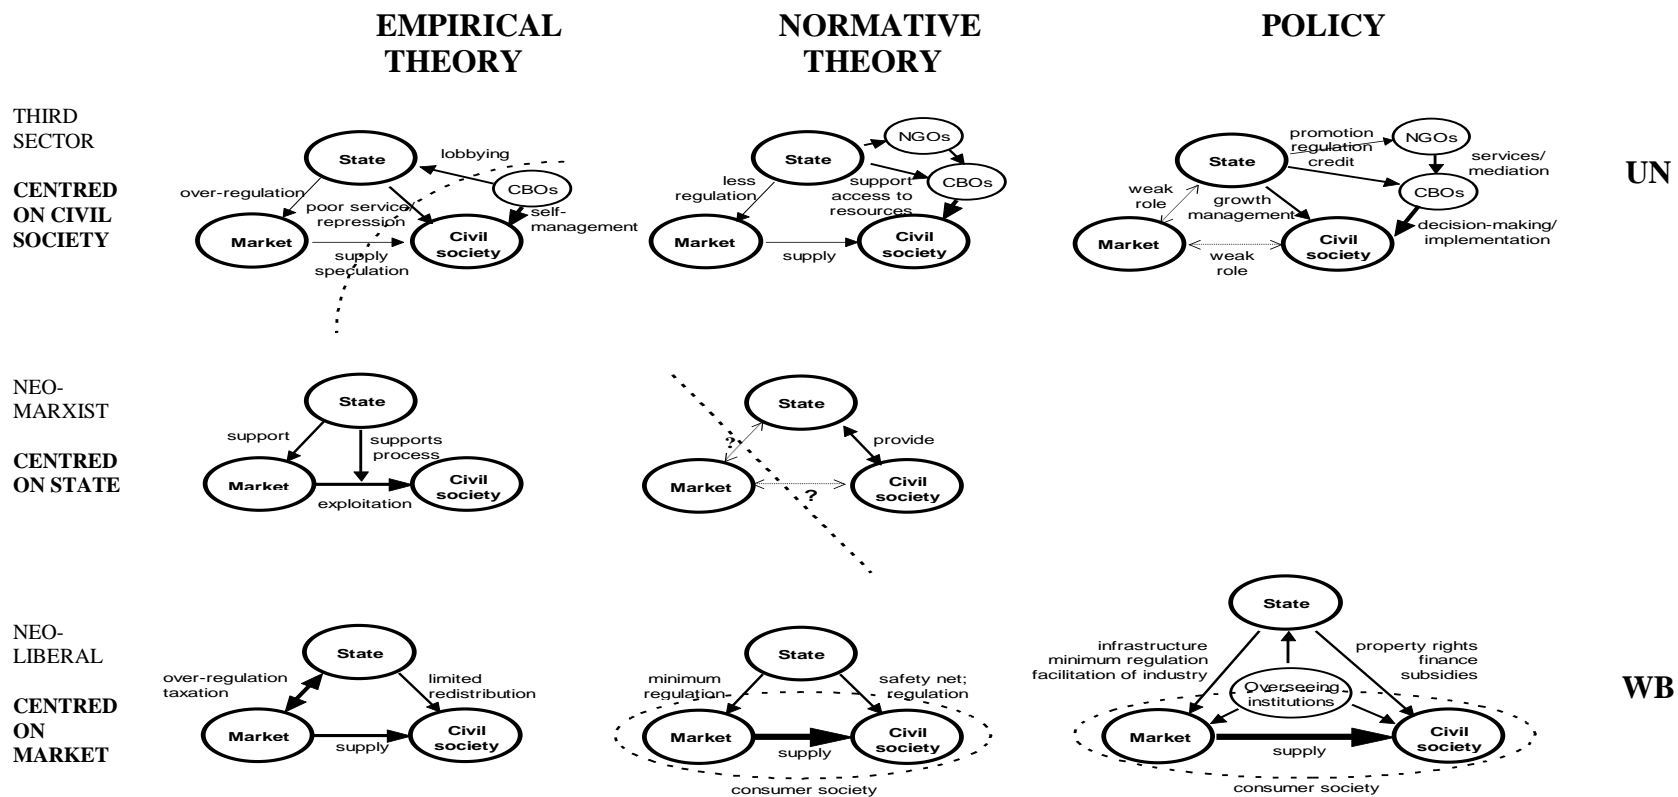 EMPIRICAL
THEORY
NORMATIVE
THEORY
POLICY
THIRD
SECTOR
CENTRED
ON CIVIL
SOCIETY
State
lobbying
CBOs
over-regulation
poor service/
repression
self-
management
Market
Civil
society
supply
speculation
State
NGOs
CBOs
less
regulation
support
access to
resources
Market
Civil
society
supply
State
promotion
regulation
credit
NGOs
services/
mediation
CBOs
weak
role
growth
management
decision-making/
implementation
Market
Civil
society
weak
role
UN
NEO-
MARXIST
CENTRED
ON STATE
State
support
supports
process
Market
Civil
society
exploitation
State
?
provide
Market
Civil
society
?
NEO-
LIBERAL
CENTRED
ON
MARKET
State
over-regulation
taxation
limited
redistribution
Market
Civil
society
supply
State
minimum
regulation
safety net;
regulation
Market
Civil
society
supply
consumer society
State
infrastructure
minimum regulation
facilitation of industry
property rights
finance
subsidies
Overseeing
institutions
Market
Civil
society
supply
consumer society
WB